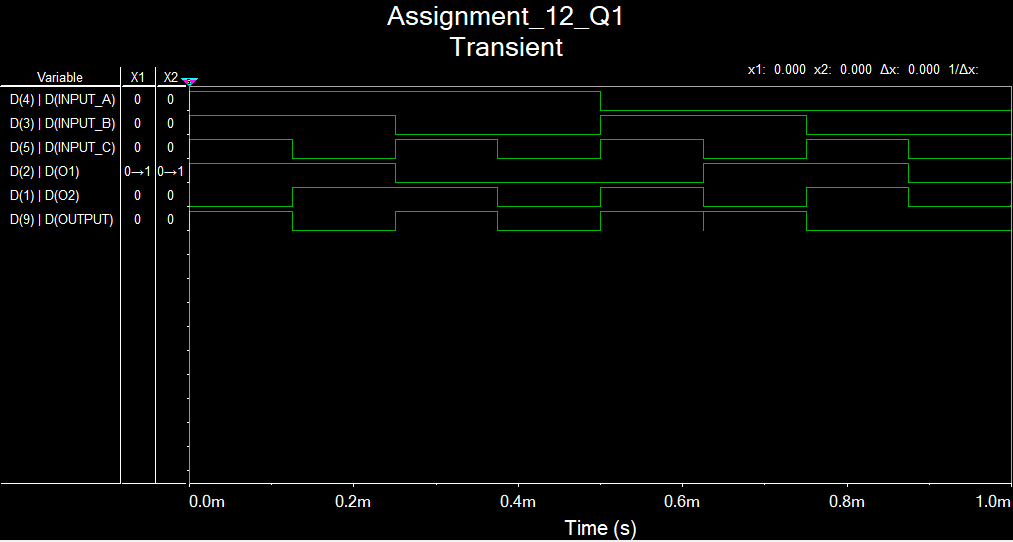 Assignment_12_Q1
Transient
x1: 0.000 x2: 0.000 Δx: 0.000 1/Δx:
Variable X1 X2
D(4) | D(INPUT_A) 0 0
D(3) | D(INPUT_B) 0 0
D(5) | D(INPUT_C) 0 0
D(2) | D(O1) 0→1 0→1
D(1) | D(O2) 0 0
D(9) | D(OUTPUT) 0 0
0.0m 0.2m 0.4m 0.6m 0.8m 1.0m
Time (s)